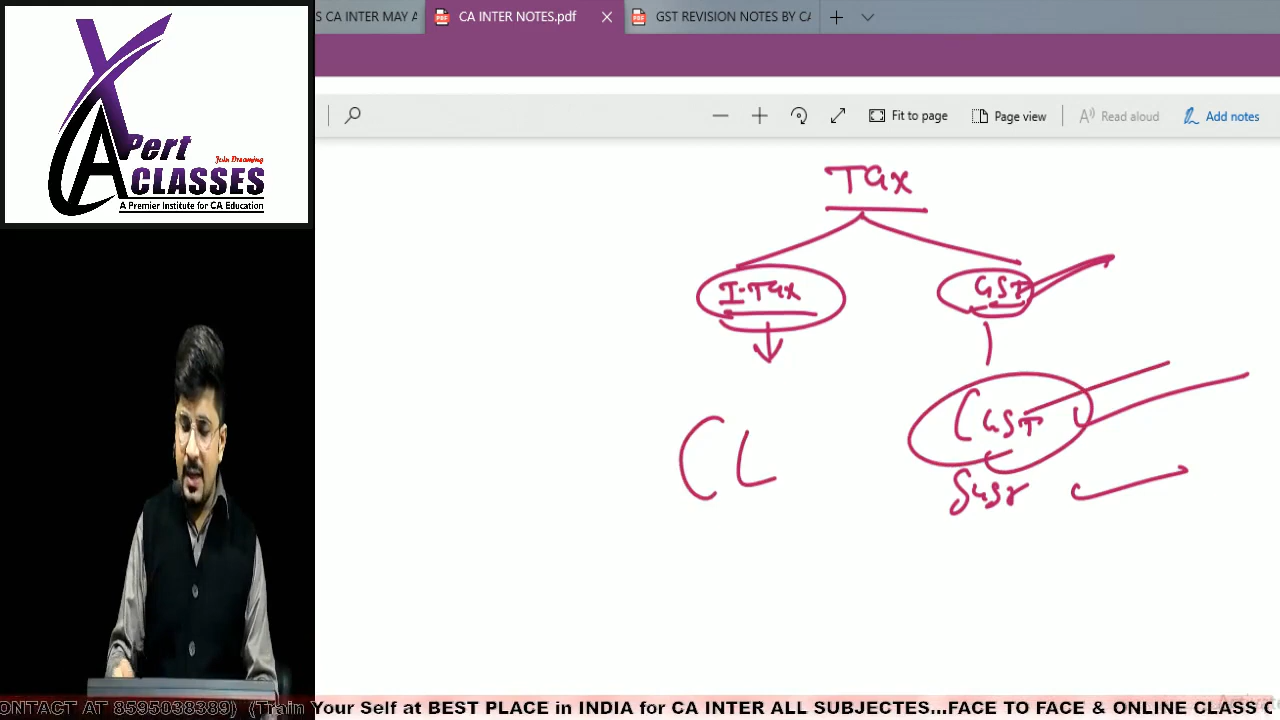 S CA INTER MAY A
CA INTER NOTES.pdf
GST REVISION NOTES BY CA
Fit to page
Page view
Read aloud
Add notes
XPert
Join Dreaming
CA CLASSES
A Premier Institute for CA Education
Tax
I.Tax
GST
CGST
SGST
CL
ONTACT AT 8595038389) (Train Your Self at BEST PLACE in INDIA for CA INTER ALL SUBJECTES...FACE TO FACE & ONLINE CLASS C